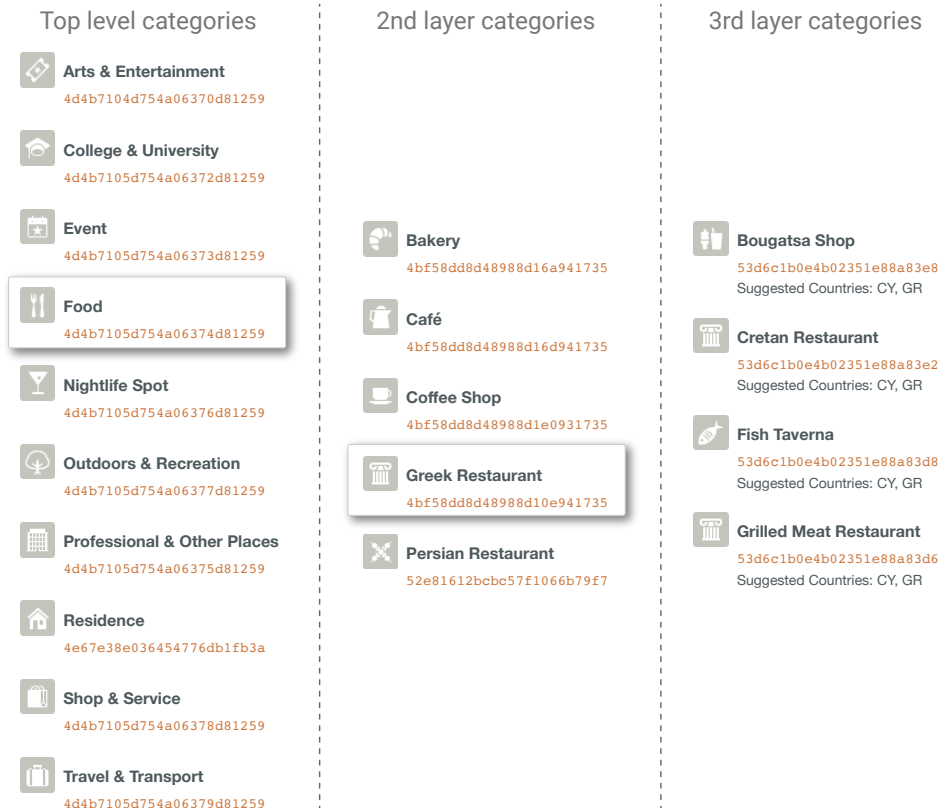 Top level categories
Arts & Entertainment
4d4b7104d754a06370d81259
College & University
4d4b7105d754a06372d81259
Event
4d4b7105d754a06373d81259
Food
4d4b7105d754a06374d81259
Nightlife Spot
4d4b7105d754a06376d81259
Outdoors & Recreation
4d4b7105d754a06377d81259
Professional & Other Places
4d4b7105d754a06375d81259
Residence
4e67e38e036454776db1fb3a
Shop & Service
4d4b7105d754a06378d81259
Travel & Transport
4d4b7105d754a06379d81259
2nd layer categories
Bakery
4bf58dd8d48988d16a941735
Café
4bf58dd8d48988d16d941735
Coffee Shop
4bf58dd8d48988d1e0931735
Greek Restaurant
4bf58dd8d48988d10e941735
Persian Restaurant
52e81612bcbc57f1066b79f7
3rd layer categories
Bougatsa Shop
53d6c1b0e4b02351e88a83e8
Suggested Countries: CY, GR
Cretan Restaurant
53d6c1b0e4b02351e88a83e2
Suggested Countries: CY, GR
Fish Taverna
53d6c1b0e4b02351e88a83d8
Suggested Countries: CY, GR
Grilled Meat Restaurant
53d6c1b0e4b02351e88a83d6
Suggested Countries: CY, GR